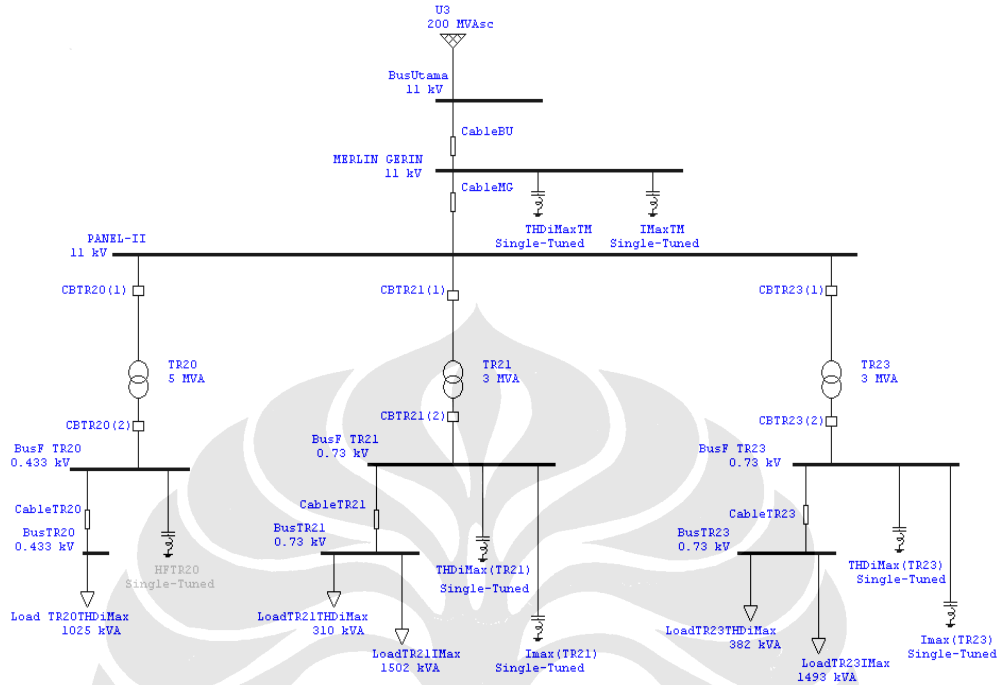 U3
200 MVAsc
BusUtama
11 kV
CableBU
MERLIN GERIN
11 kV
CableMG
THDiMaxTM
Single-Tuned
IMaxTM
Single-Tuned
PANEL-II
11 kV
CBTR20(1)
CBTR21(1)
CBTR23(1)
TR20
5 MVA
TR21
3 MVA
TR23
3 MVA
CBTR20(2)
CBTR21(2)
CBTR23(2)
BusF TR20
0.433 kV
BusF TR21
0.73 kV
BusF TR23
0.73 kV
CableTR20
CableTR21
CableTR23
BusTR20
0.433 kV
BusTR21
0.73 kV
BusTR23
0.73 kV
HFTR20
Single-Tuned
THDiMax(TR21)
Single-Tuned
THDiMax(TR23)
Single-Tuned
Load TR20THDiMax
1025 kVA
LoadTR21THDiMax
310 kVA
LoadTR21IMax
1502 kVA
Imax(TR21)
Single-Tuned
LoadTR23THDiMax
382 kVA
LoadTR23IMax
1493 kVA
Imax(TR23)
Single-Tuned